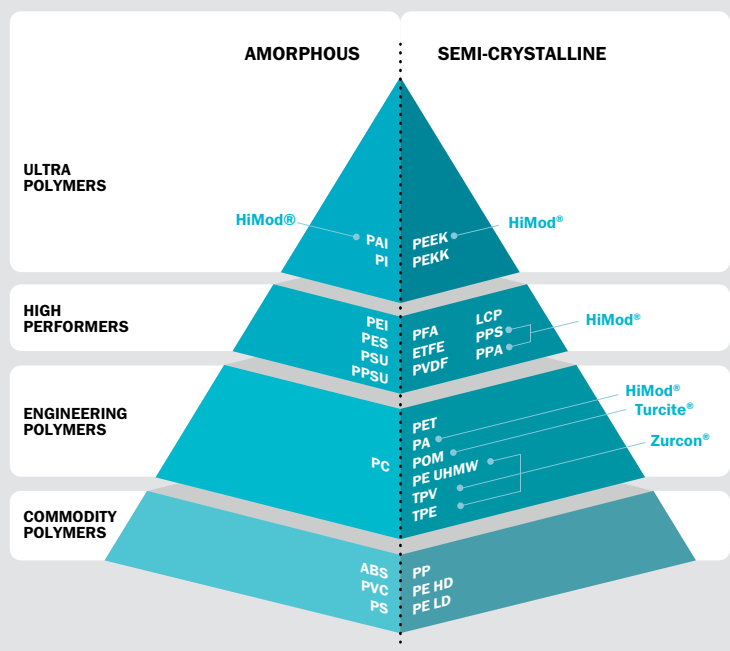 AMORPHOUS
SEMI-CRYSTALLINE
ULTRA
POLYMERS
HiMod®
PAI
PI
PEEK
PEKK
HiMod®
HIGH
PERFORMERS
PEI
PES
PSU
PPSU
PFA
ETFE
PVDF
LCP
PPS
PPA
HiMod®
ENGINEERING
POLYMERS
PC
PET
PA
POM
PE UHMW
TPV
TPE
HiMod®
Turcite®
Zurcon®
COMMODITY
POLYMERS
ABS
PVC
PS
PP
PE HD
PE LD